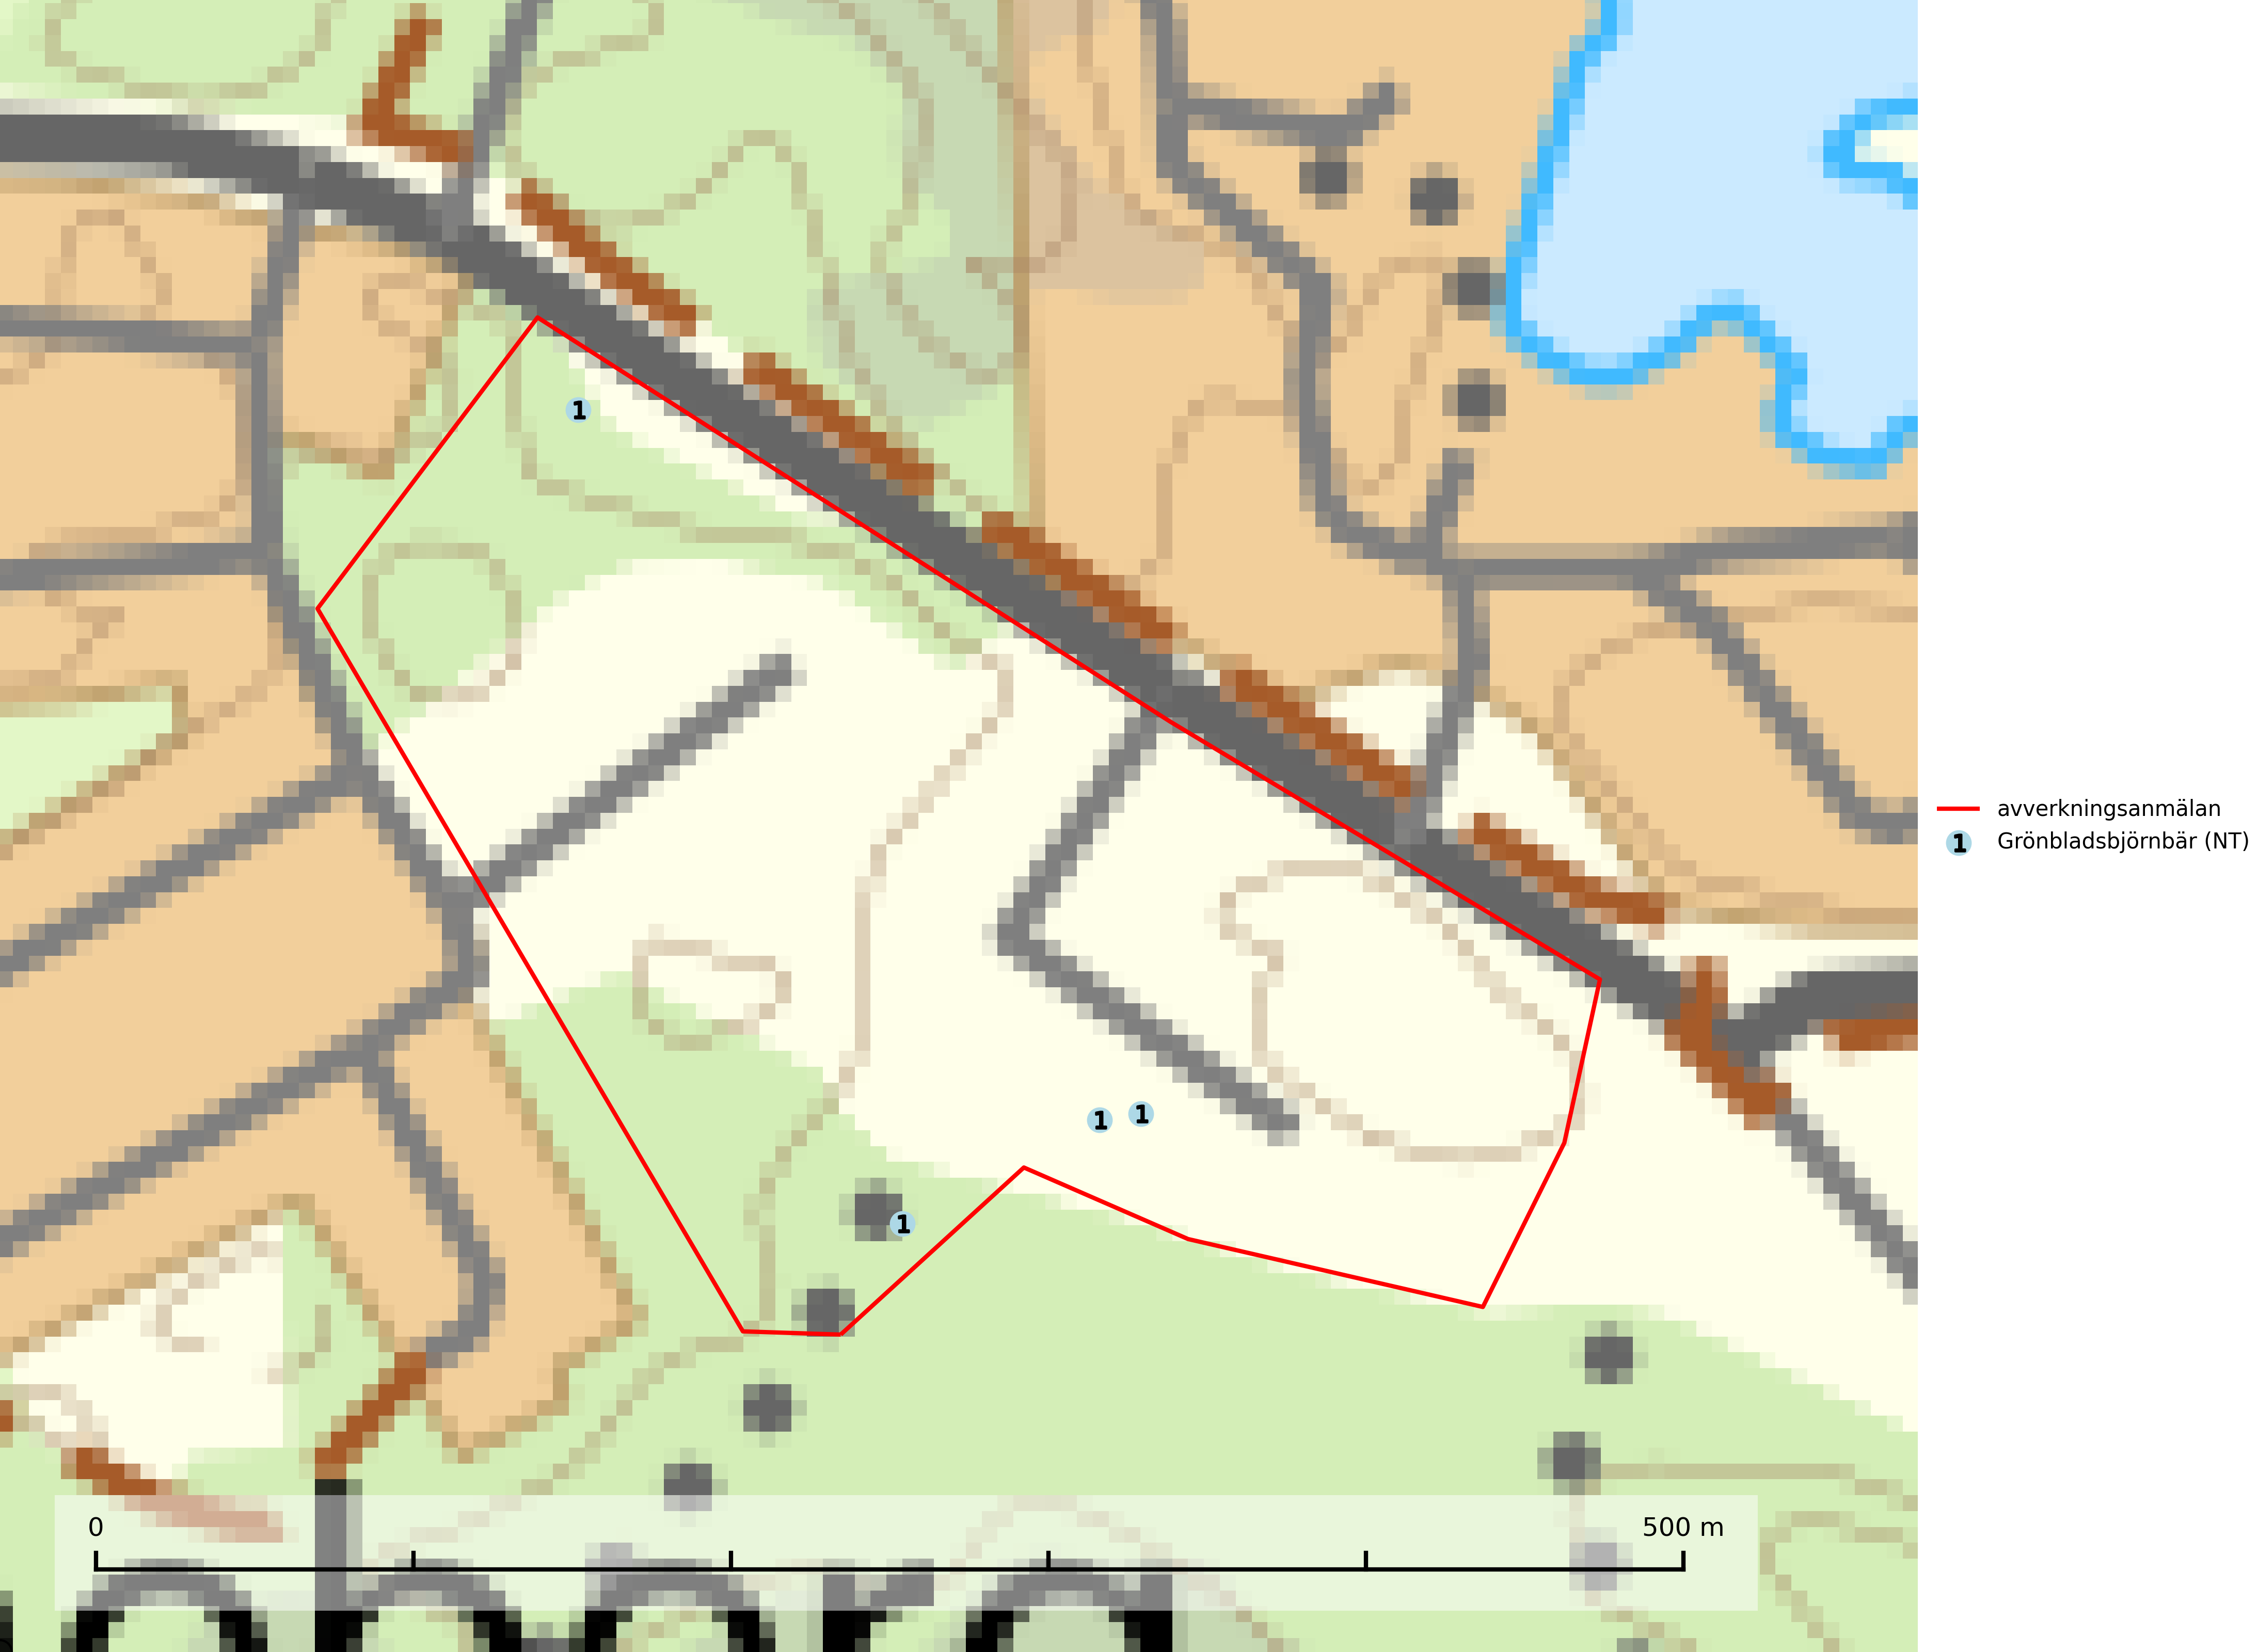 1
avverkningsanmälan
1 Grönbladsbjörnbär (NT)
1 1
1
0 500 m